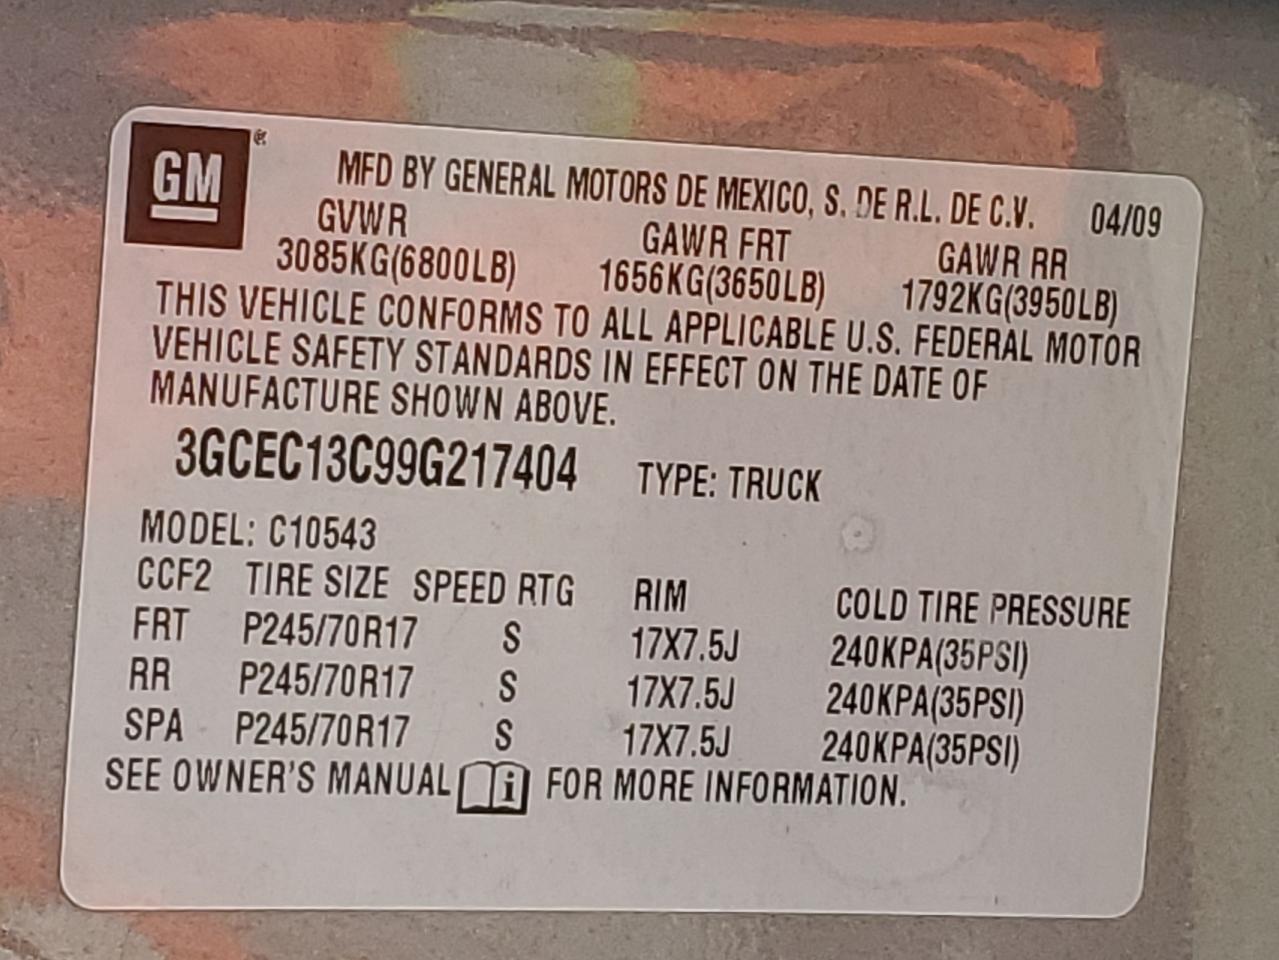 GM ®
MFD BY GENERAL MOTORS DE MEXICO, S. DE R.L. DE C.V. 04/09
GVWR GAWR FRT GAWR RR
3085KG(6800LB) 1656KG(3650LB) 1792KG(3950LB)
THIS VEHICLE CONFORMS TO ALL APPLICABLE U.S. FEDERAL MOTOR
VEHICLE SAFETY STANDARDS IN EFFECT ON THE DATE OF
MANUFACTURE SHOWN ABOVE.
3GCEC13C99G217404 TYPE: TRUCK
MODEL: C10543
CCF2 TIRE SIZE SPEED RTG RIM COLD TIRE PRESSURE
FRT P245/70R17 S 17X7.5J 240KPA(35PSI)
RR P245/70R17 S 17X7.5J 240KPA(35PSI)
SPA P245/70R17 S 17X7.5J 240KPA(35PSI)
SEE OWNER'S MANUAL i FOR MORE INFORMATION.